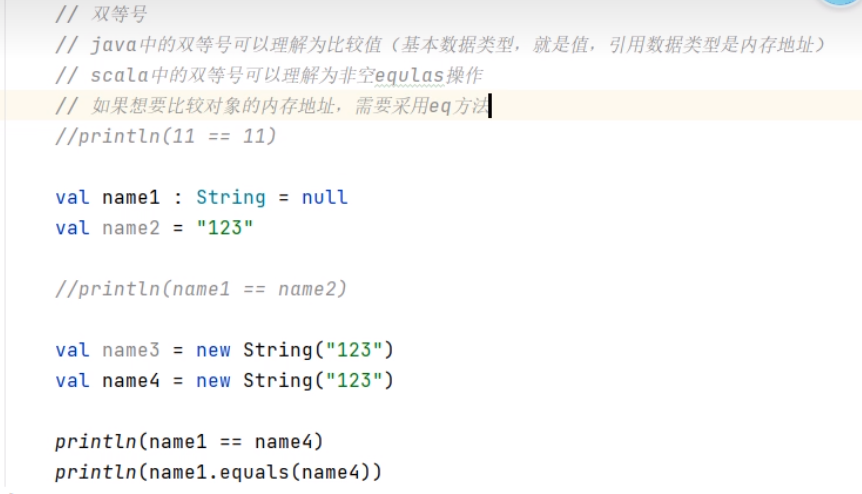 // 双等号
// java中的双等号可以理解为比较值（基本数据类型，就是值，引用数据类型是内存地址）
// scala中的双等号可以理解为非空equlas操作
// 如果想要比较对象的内存地址，需要采用eq方法
//println(11 == 11)
val name1 : String = null
val name2 = "123"
//println(name1 == name2)
val name3 = new String("123")
val name4 = new String("123")
println(name1 == name4)
println(name1.equals(name4))